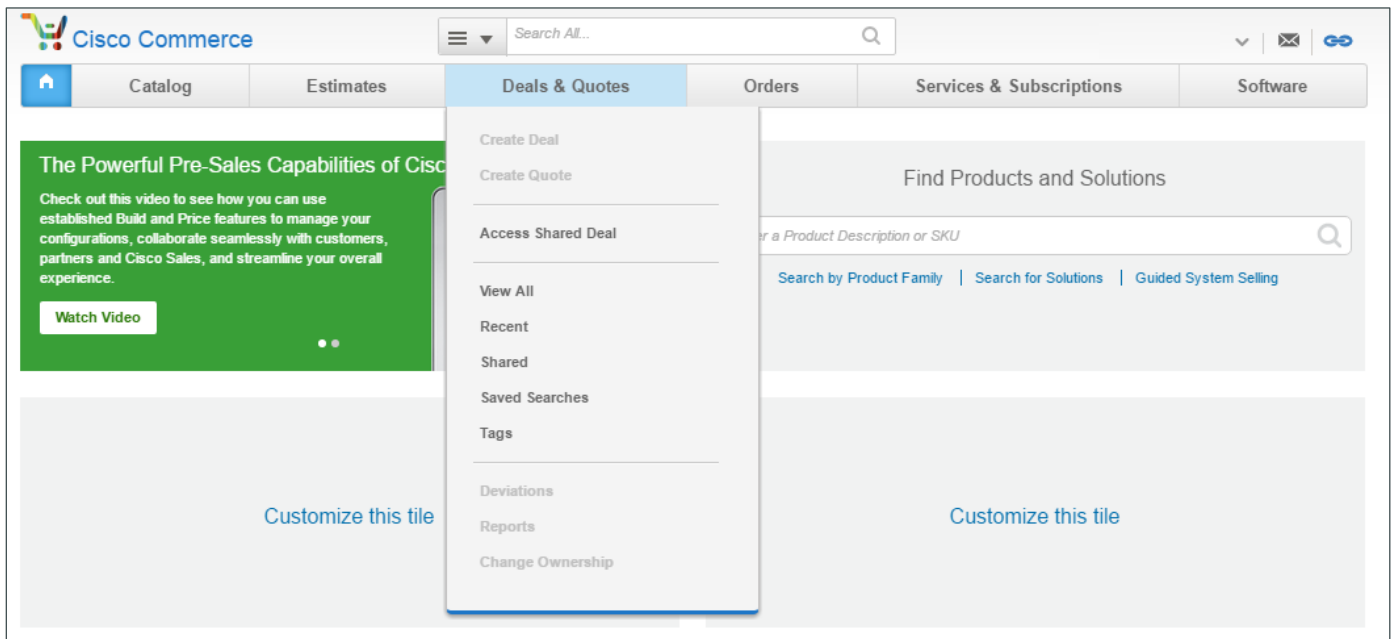 Cisco Commerce
Search All...
Catalog
Estimates
Deals & Quotes
Orders
Services & Subscriptions
Software
The Powerful Pre-Sales Capabilities of Cisc
Check out this video to see how you can use
established Build and Price features to manage your
configurations, collaborate seamlessly with customers,
partners and Cisco Sales, and streamline your overall
experience.
Watch Video
Create Deal
Create Quote
Access Shared Deal
View All
Recent
Shared
Saved Searches
Tags
Deviations
Reports
Change Ownership
Find Products and Solutions
r a Product Description or SKU
Search by Product Family | Search for Solutions | Guided System Selling
Customize this tile
Customize this tile